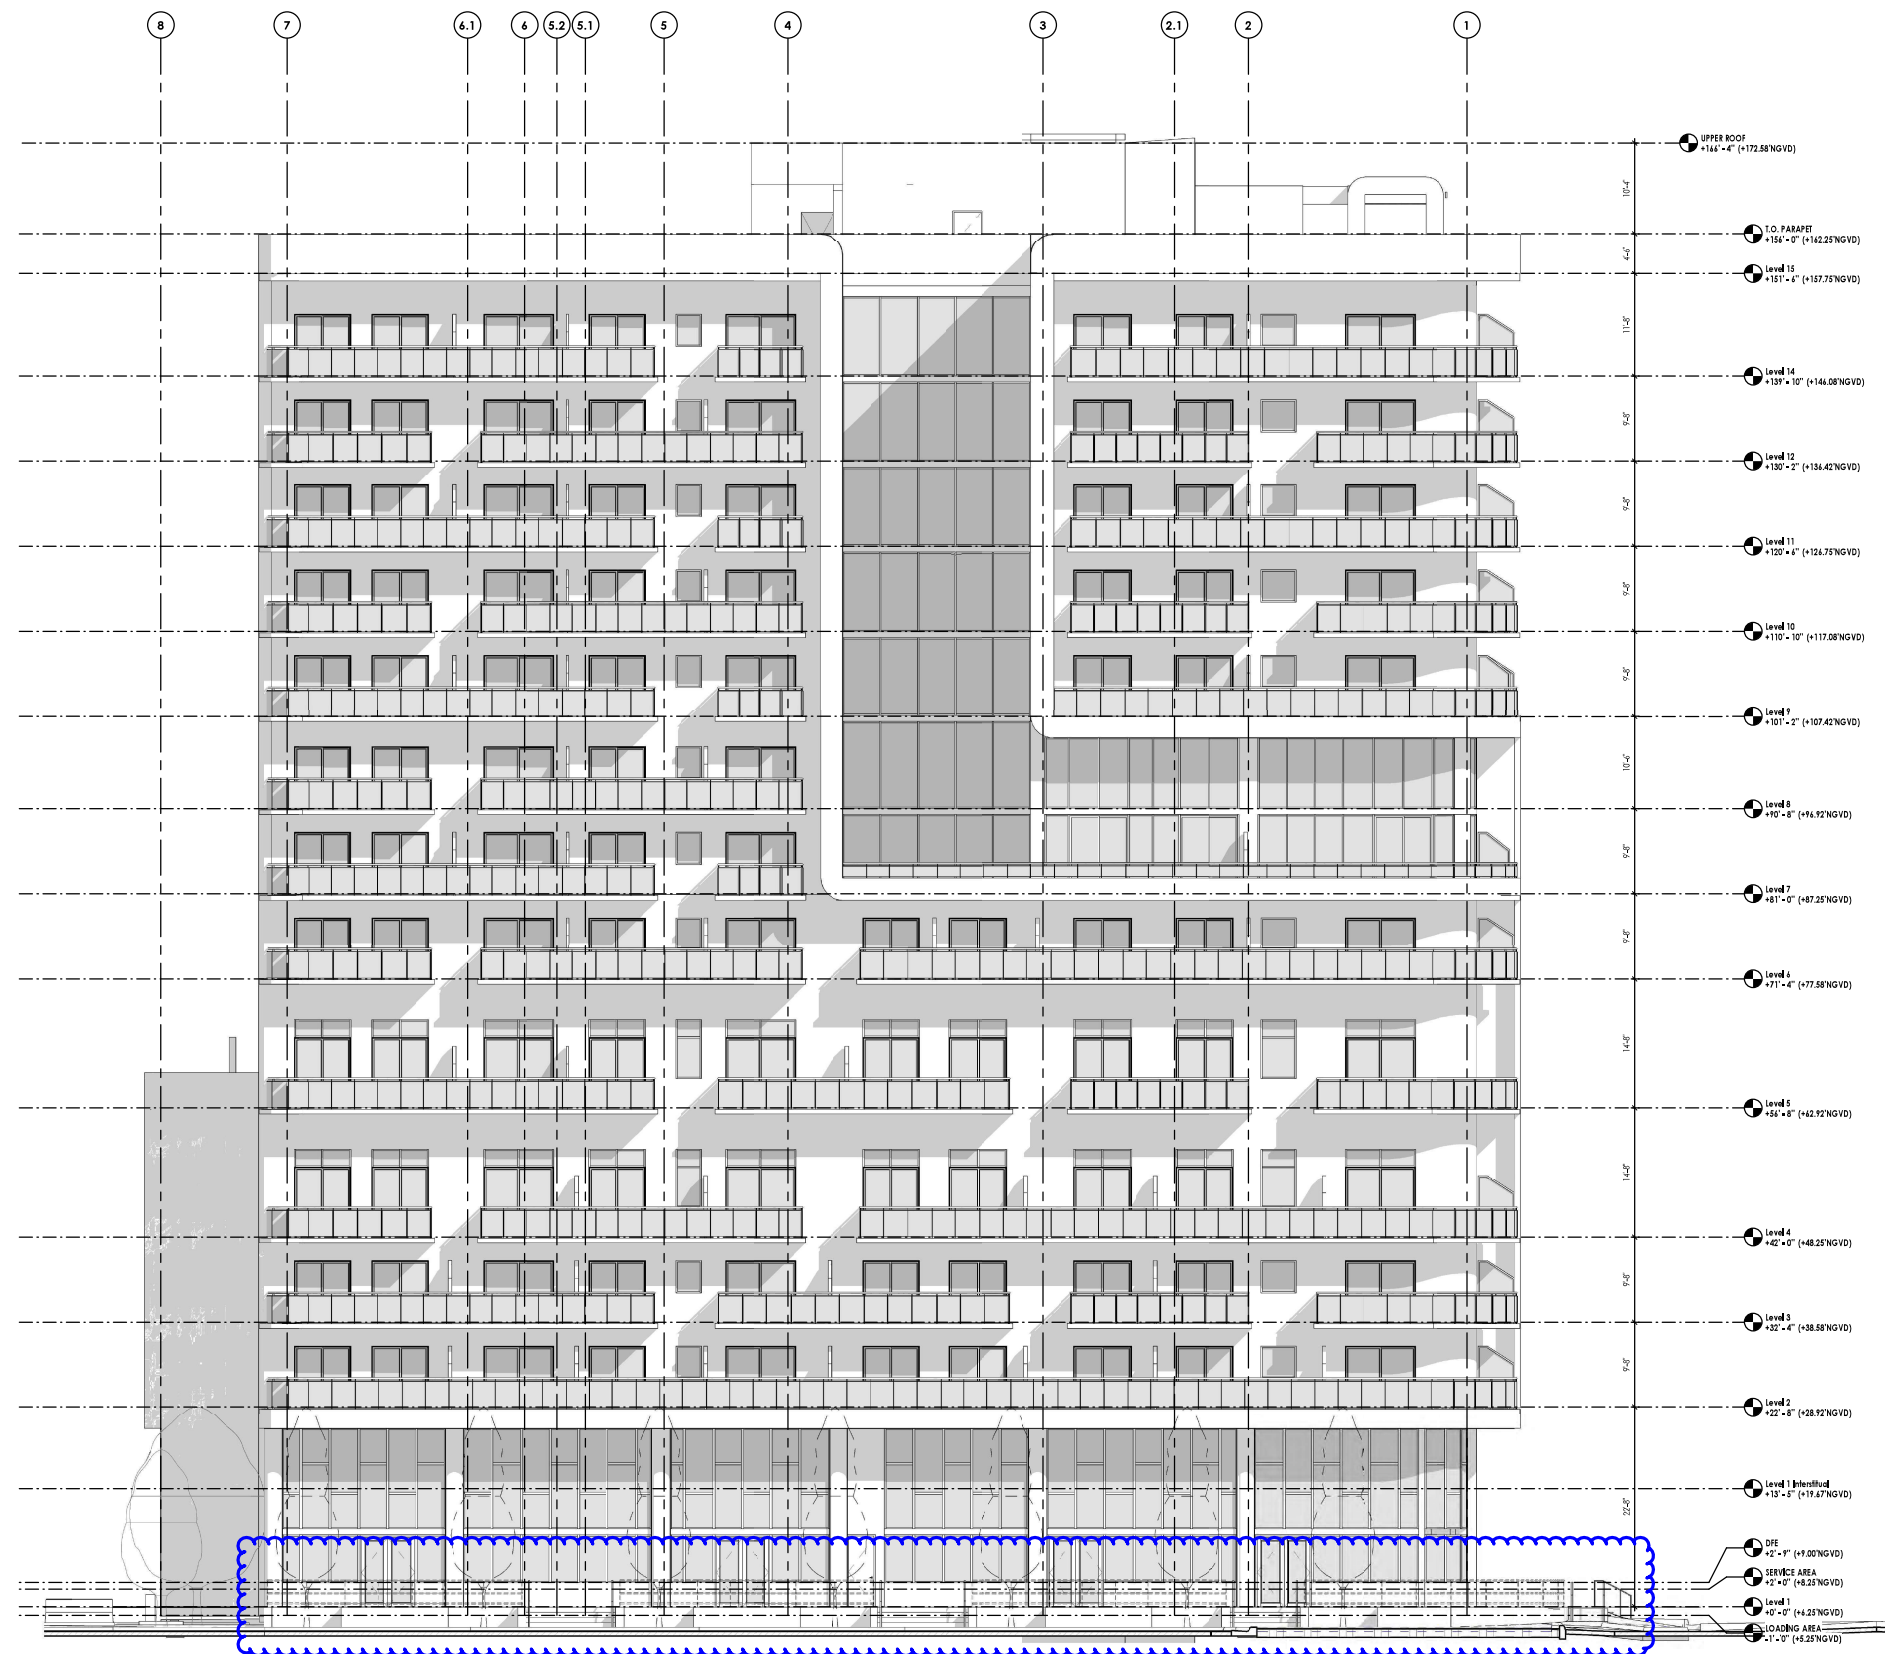 8 7 6.1 6 5.2 5.1 5 4 3 2.1 2 1
UPPER ROOF
+166'-4" (+172.58'NGVD)
10'-4"
T.O. PARAPET
+156'-0" (+162.25'NGVD)
4'-6"
Level 15
+151'-6" (+157.75'NGVD)
11'-8"
Level 14
+139'-10" (+146.08'NGVD)
9'-8"
Level 12
+130'-2" (+136.42'NGVD)
9'-8"
Level 11
+120'-6" (+126.75'NGVD)
9'-8"
Level 10
+110'-10" (+117.08'NGVD)
9'-8"
Level 9
+101'-2" (+107.42'NGVD)
10'-6"
Level 8
+90'-8" (+96.92'NGVD)
9'-8"
Level 7
+81'-0" (+87.25'NGVD)
9'-8"
Level 6
+71'-4" (+77.58'NGVD)
14'-8"
Level 5
+56'-8" (+62.92'NGVD)
14'-8"
Level 4
+42'-0" (+48.25'NGVD)
9'-8"
Level 3
+32'-4" (+38.58'NGVD)
9'-8"
Level 2
+22'-8" (+28.92'NGVD)
Level 1 Interstitual
+13'-5" (+19.67'NGVD)
22'-8"
DFE
+2'-9" (+9.00'NGVD)
SERVICE AREA
+2'-0" (+8.25'NGVD)
Level 1
+0'-0" (+6.25'NGVD)
LOADING AREA
-1'-0" (+5.25'NGVD)